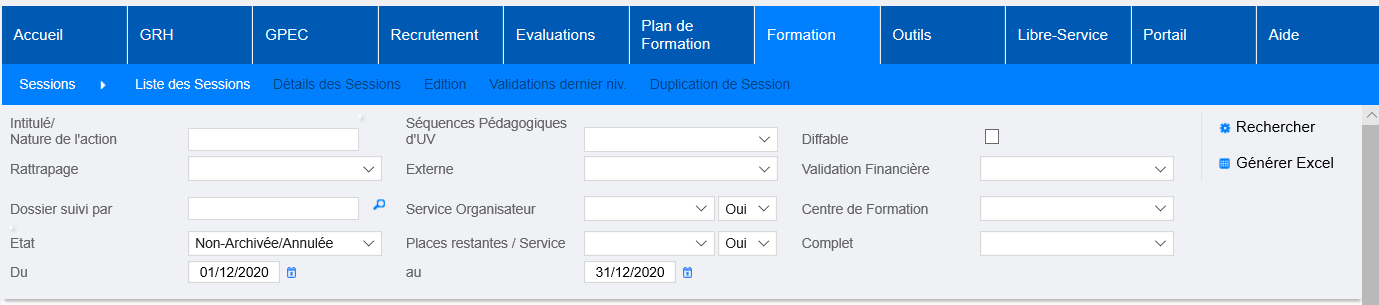 Accueil GRH GPEC Recrutement Evaluations Plan de Formation Formation Outils Libre-Service Portail Aide
Sessions Liste des Sessions Détails des Sessions Edition Validations dernier niv. Duplication de Session
Intitulé/ Nature de l'action Séquences Pédagogiques d'UV Diffable Rechercher
Rattrapage Externe Validation Financière Générer Excel
Dossier suivi par Service Organisateur Oui Centre de Formation
Etat Non-Archivée/Annulée Places restantes / Service Oui Complet
Du 01/12/2020 au 31/12/2020